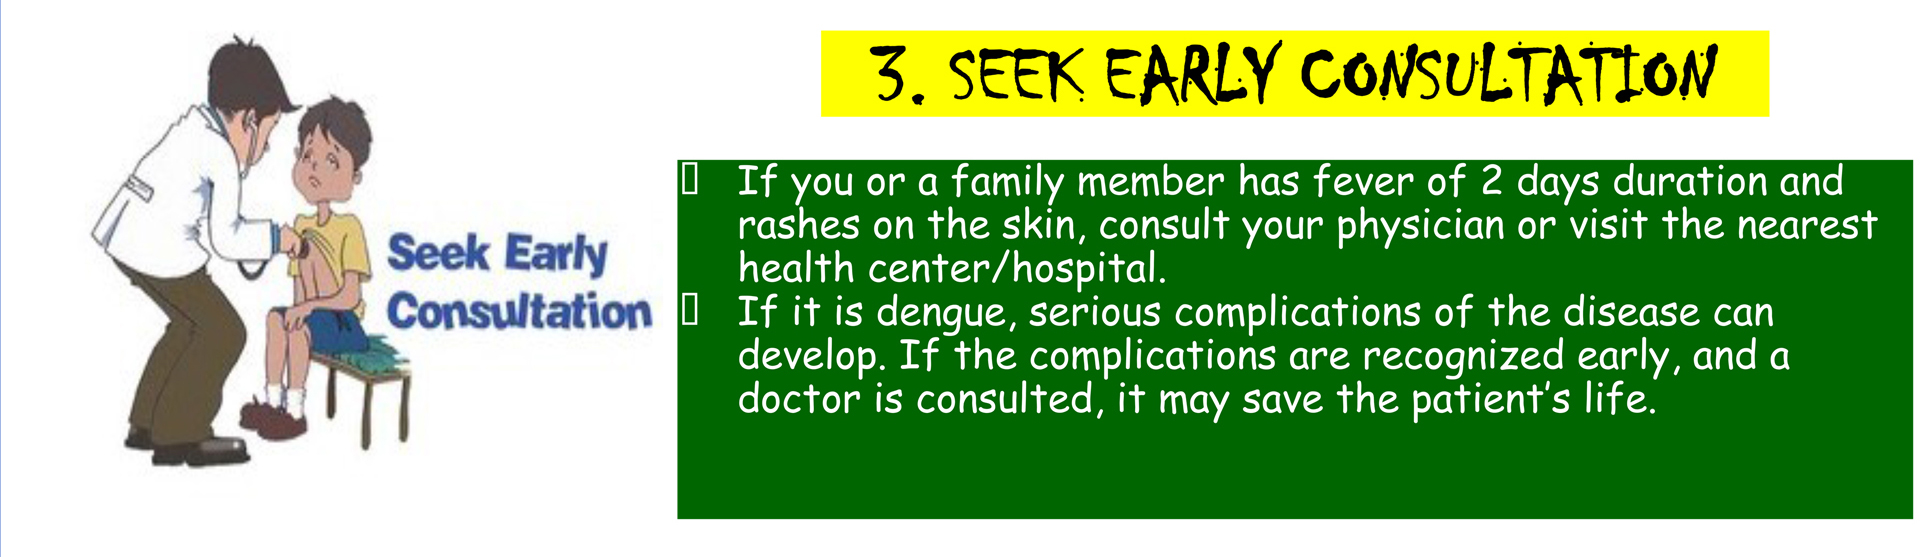 3. SEEK EARLY CONSULTATION
Seek Early
Consultation
If you or a family member has fever of 2 days duration and
rashes on the skin, consult your physician or visit the nearest
health center/hospital.
If it is dengue, serious complications of the disease can
develop. If the complications are recognized early, and a
doctor is consulted, it may save the patient’s life.